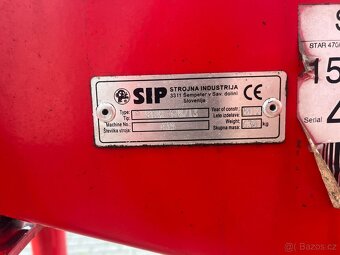 SIP STROJNA INDUSTRIJA
3311 Šempeter v Sav. dolini
Slovenija
CE
Type:
Tip:
Year of constr.:
Leto izdelave:
Machine No.
Številka stroja:
Weight:
Skupna masa:
kg.
S
STAR 470/
15
Serial
4
Bazos.cz